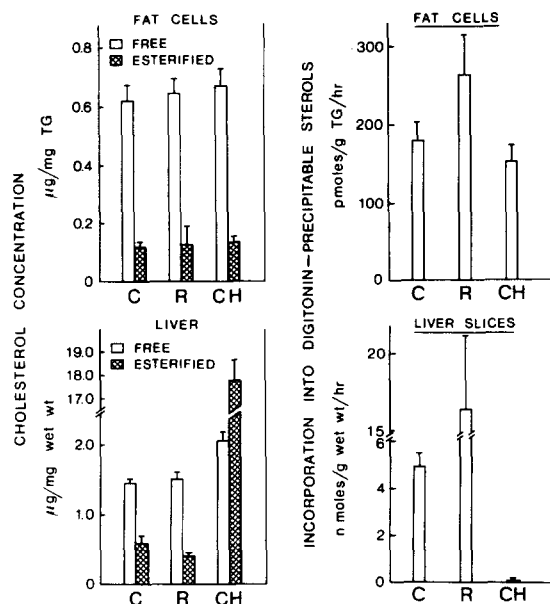 FAT CELLS
FREE
ESTERIFIED
0.6
0.4
0.2
0
C R CH
µg/mg TG
CHOLESTEROL CONCENTRATION
LIVER
FREE
ESTERIFIED
19.0
18.0
17.0
2.0
1.0
0
C R CH
µg/mg wet wt
FAT CELLS
300
200
100
0
C R CH
pmoles/g TG/hr
INCORPORATION INTO DIGITONIN–PRECIPITABLE STEROLS
LIVER SLICES
20
15
6
4
2
0
C R CH
n moles/g wet wt/hr